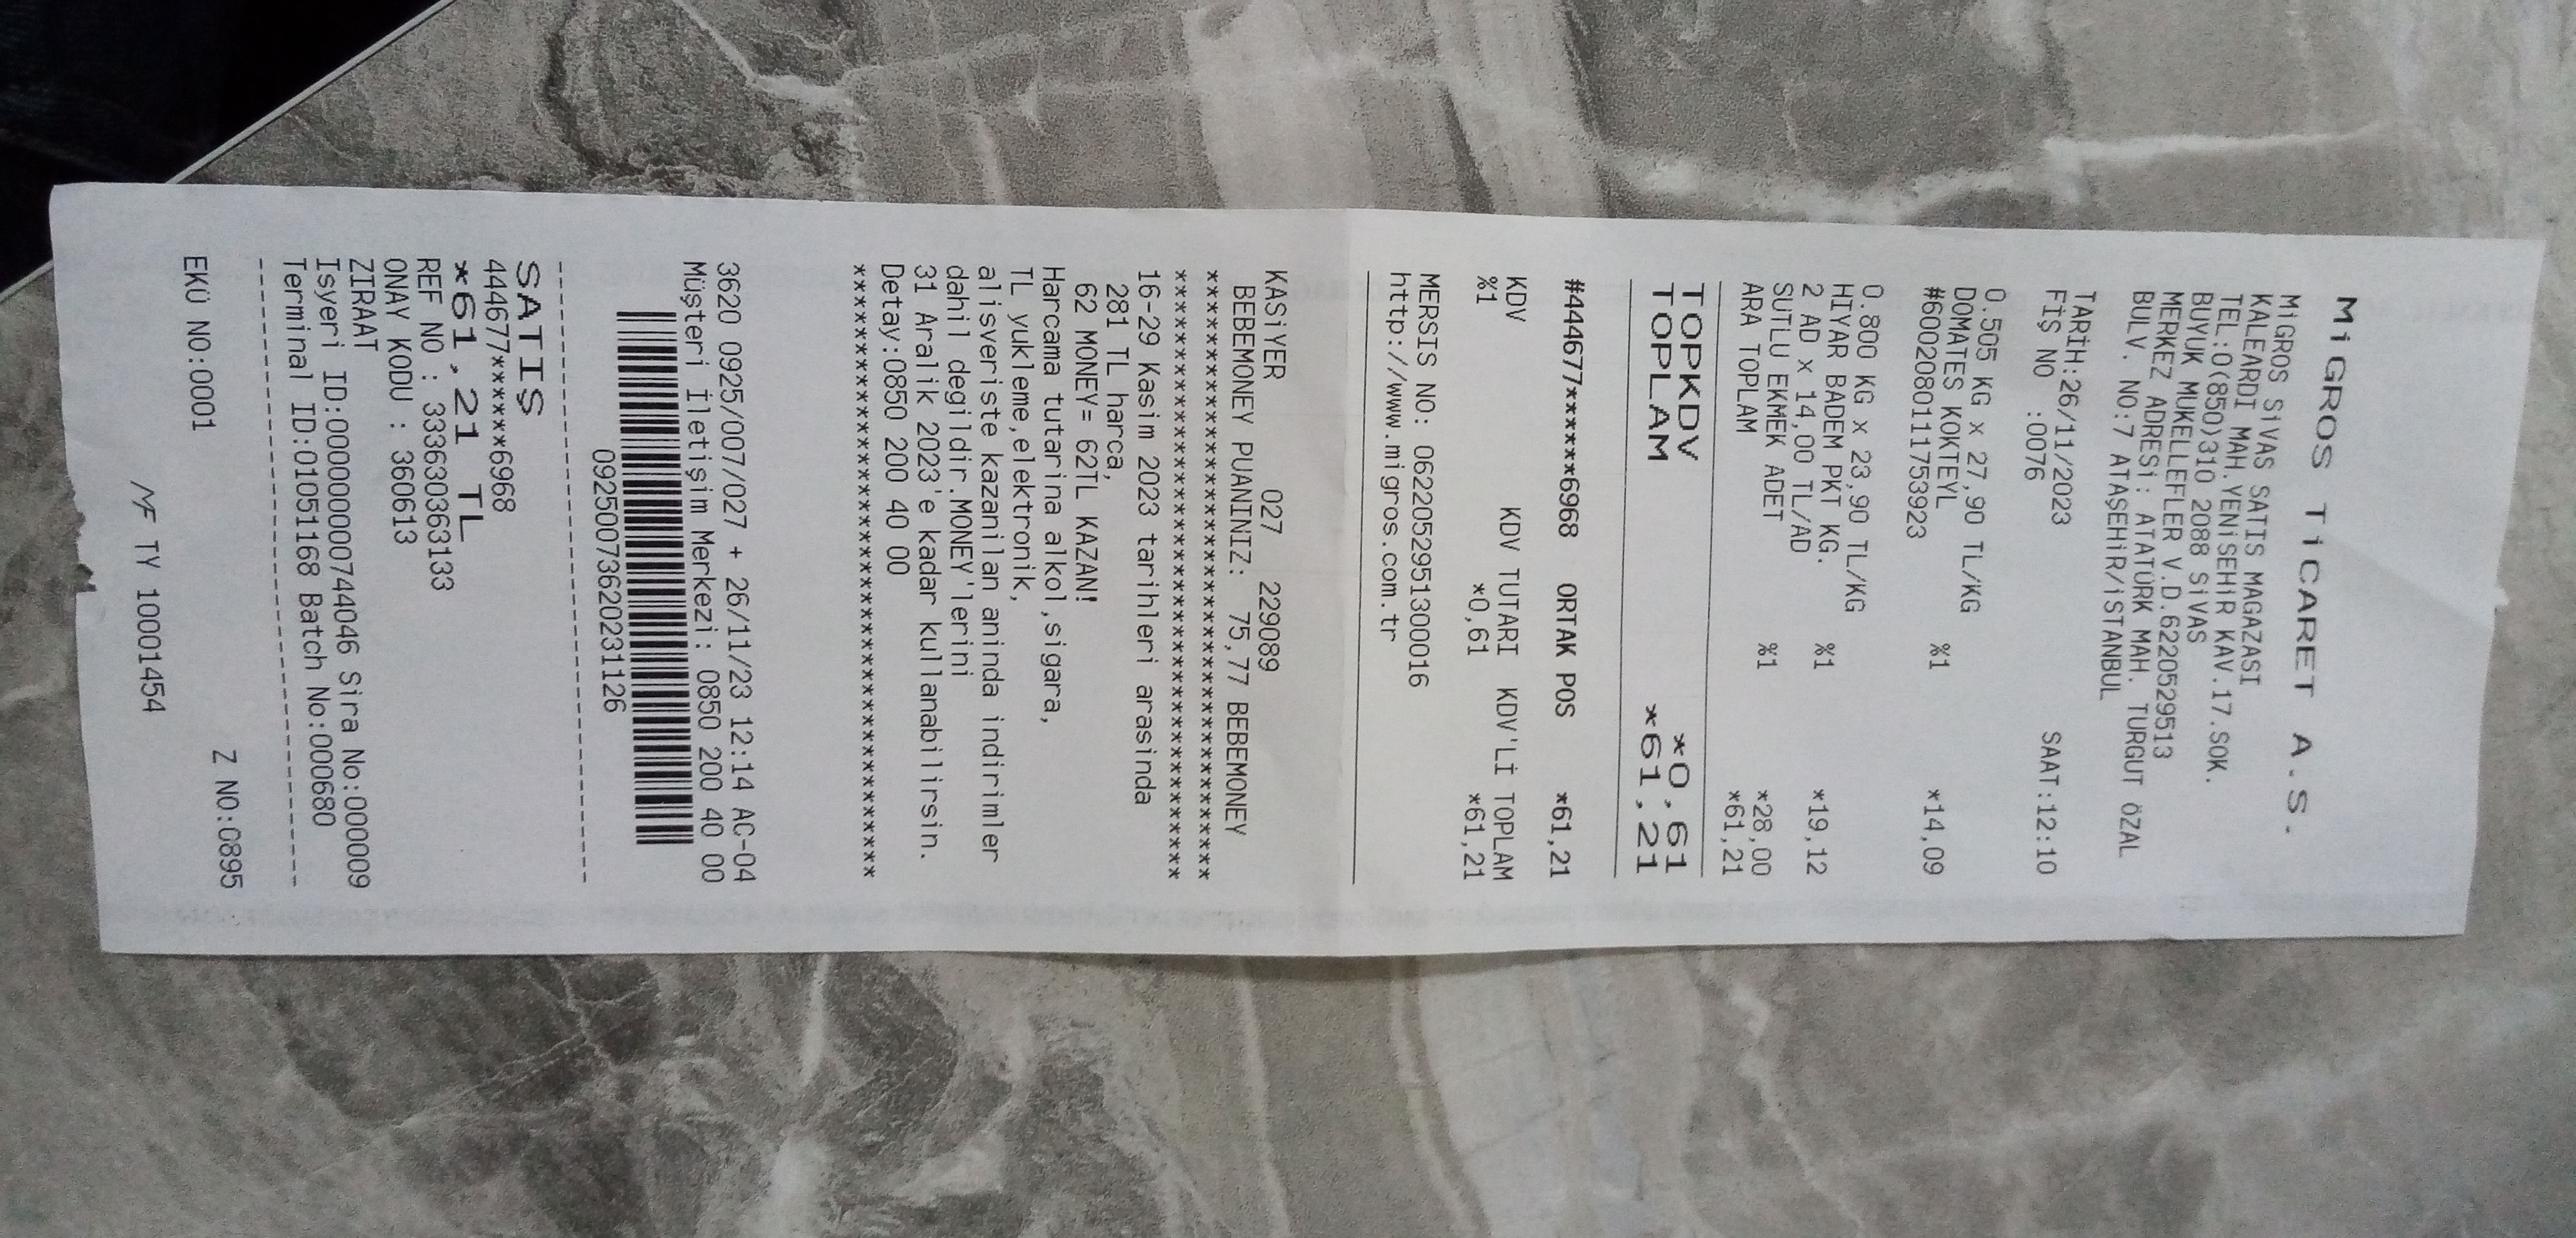 MiGROS TiCARET A.S.
MiGROS SiVAS SATIS MAGAZASI
KALEARDI MAH.YENiSEHiR KAV.17.SOK.
TEL:0(850)310 2088 SiVAS
BUYUK MUKELLEFLER V.D.6220529513
MERKEZ ADRESi: ATATÜRK MAH. TURGUT ÖZAL
BULV. NO:7 ATAŞEHiR/iSTANBUL
TARİH:26/11/2023 SAAT:12:10
FİŞ NO :0076
0.505 KG x 27,90 TL/KG
DOMATES KOKTEYL %1 *14,09
#6002080111753923
0.800 KG x 23,90 TL/KG
HIYAR BADEM PKT KG. %1 *19,12
2 AD x 14,00 TL/AD
SUTLU EKMEK ADET %1 *28,00
ARA TOPLAM *61,21
TOPKDV *0,61
TOPLAM *61,21
#444677******6968 ORTAK POS *61,21
KDV KDV TUTARI KDV'Lİ TOPLAM
%1 *0,61 *61,21
MERSIS NO: 0622052951300016
http://www.migros.com.tr
KASiYER 027 229089
BEBEMONEY PUANINIZ: 75,77 BEBEMONEY
****************************************
****************************************
16-29 Kasim 2023 tarihleri arasinda
281 TL harca,
62 MONEY= 62TL KAZAN!
Harcama tutarina alkol,sigara,
TL yukleme,elektronik,
alisveriste kazanilan aninda indirimler
dahil degildir.MONEY'lerini
31 Aralik 2023'e kadar kullanabilirsin.
Detay:0850 200 40 00
****************************************
3620 0925/007/027 + 26/11/23 12:14 AC-04
Müşteri İletişim Merkezi: 0850 200 40 00
0925007362020231126
----------------------------------------
SATIŞ
444677******6968
*61,21 TL
REF NO : 333630363133
ONAY KODU : 360613
ZIRAAT
Isyeri ID:000000000744046 Sira No:000009
Terminal ID:01051168 Batch No:000680
----------------------------------------
EKÜ NO:0001 Z NO:0895
MF TY 10001454